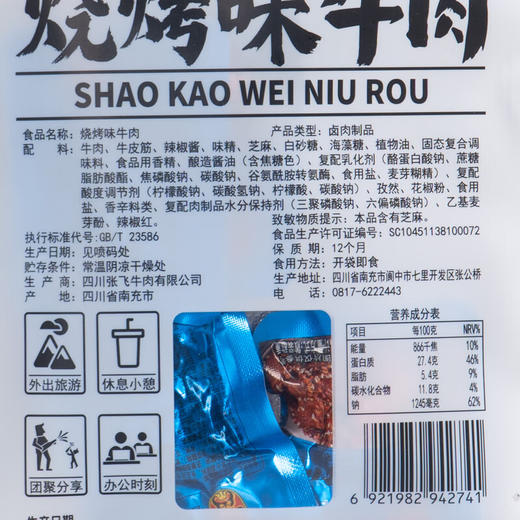 烧烤味牛肉
SHAO KAO WEI NIU ROU
食品名称：烧烤味牛肉 产品类型：卤肉制品
配 料：牛肉、牛皮筋、辣椒酱、味精、芝麻、白砂糖、海藻糖、植物油、固态复合调
味料、食品用香精、酿造酱油（含焦糖色）、复配乳化剂（酪蛋白酸钠、蔗糖
脂肪酸酯、焦磷酸钠、碳酸钠、谷氨酰胺转氨酶、食用盐、麦芽糊精）、复配
酸度调节剂（柠檬酸钠、碳酸氢钠、柠檬酸、碳酸钠）、孜然、花椒粉、食用
盐、香辛料类、复配肉制品水分保持剂（三聚磷酸钠、六偏磷酸钠）、乙基麦
芽酚、辣椒红。 致敏物质提示：本品含有芝麻。
执行标准代号:GB/T 23586 食品生产许可证编号：SC10451138100072
生产日期：见喷码处 保 质 期：12个月
贮存条件：常温阴凉干燥处 食用方法：开袋即食
生 产 商：四川张飞牛肉有限公司 地 址：四川省南充市阆中市七里开发区张公桥
产 地：四川省南充市 电 话：0817-6222443
营养成分表
项目 每100克 NRV%
能量 866千焦 10%
蛋白质 27.4克 46%
脂肪 5.4克 9%
碳水化合物 11.8克 4%
钠 1245毫克 62%
外出旅游 休息小憩
团聚分享 办公时刻
6 921982 942741
生产日期